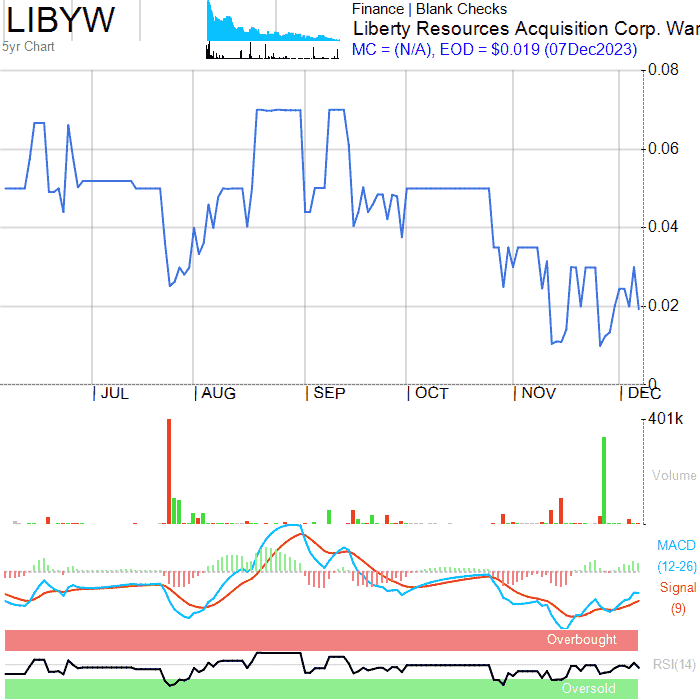 LIBYW
5yr Chart
Finance | Blank Checks
Liberty Resources Acquisition Corp. War
MC = (N/A), EOD = $0.019 (07Dec2023)
0.08
0.06
0.04
0.02
0
JUL AUG SEP OCT NOV DEC
401k
Volume
MACD
(12-26)
Signal
(9)
Overbought
RSI(14)
Oversold